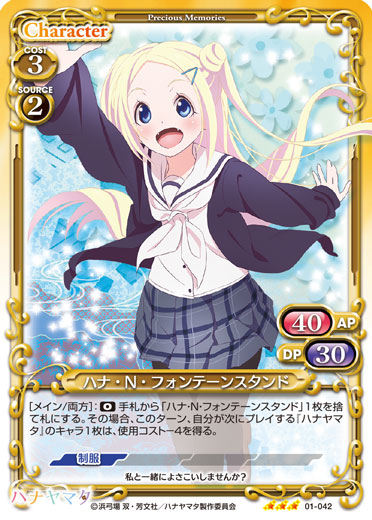 Precious Memories
Character
COST
3
SOURCE
2
40 AP
DP 30
ハナ・N・フォンテーンスタンド
[メイン/両方]:0手札から「ハナ・N・フォンテーンスタンド」1枚を捨
て札にする。その場合、このターン、自分が次にプレイする「ハナヤマ
タ」のキャラ1枚は、使用コスト−4を得る。
制服
私と一緒によさこいしませんか?
ハナヤマタ
©浜弓場 双・芳文社/ハナヤマタ製作委員会
★★★ 01-042